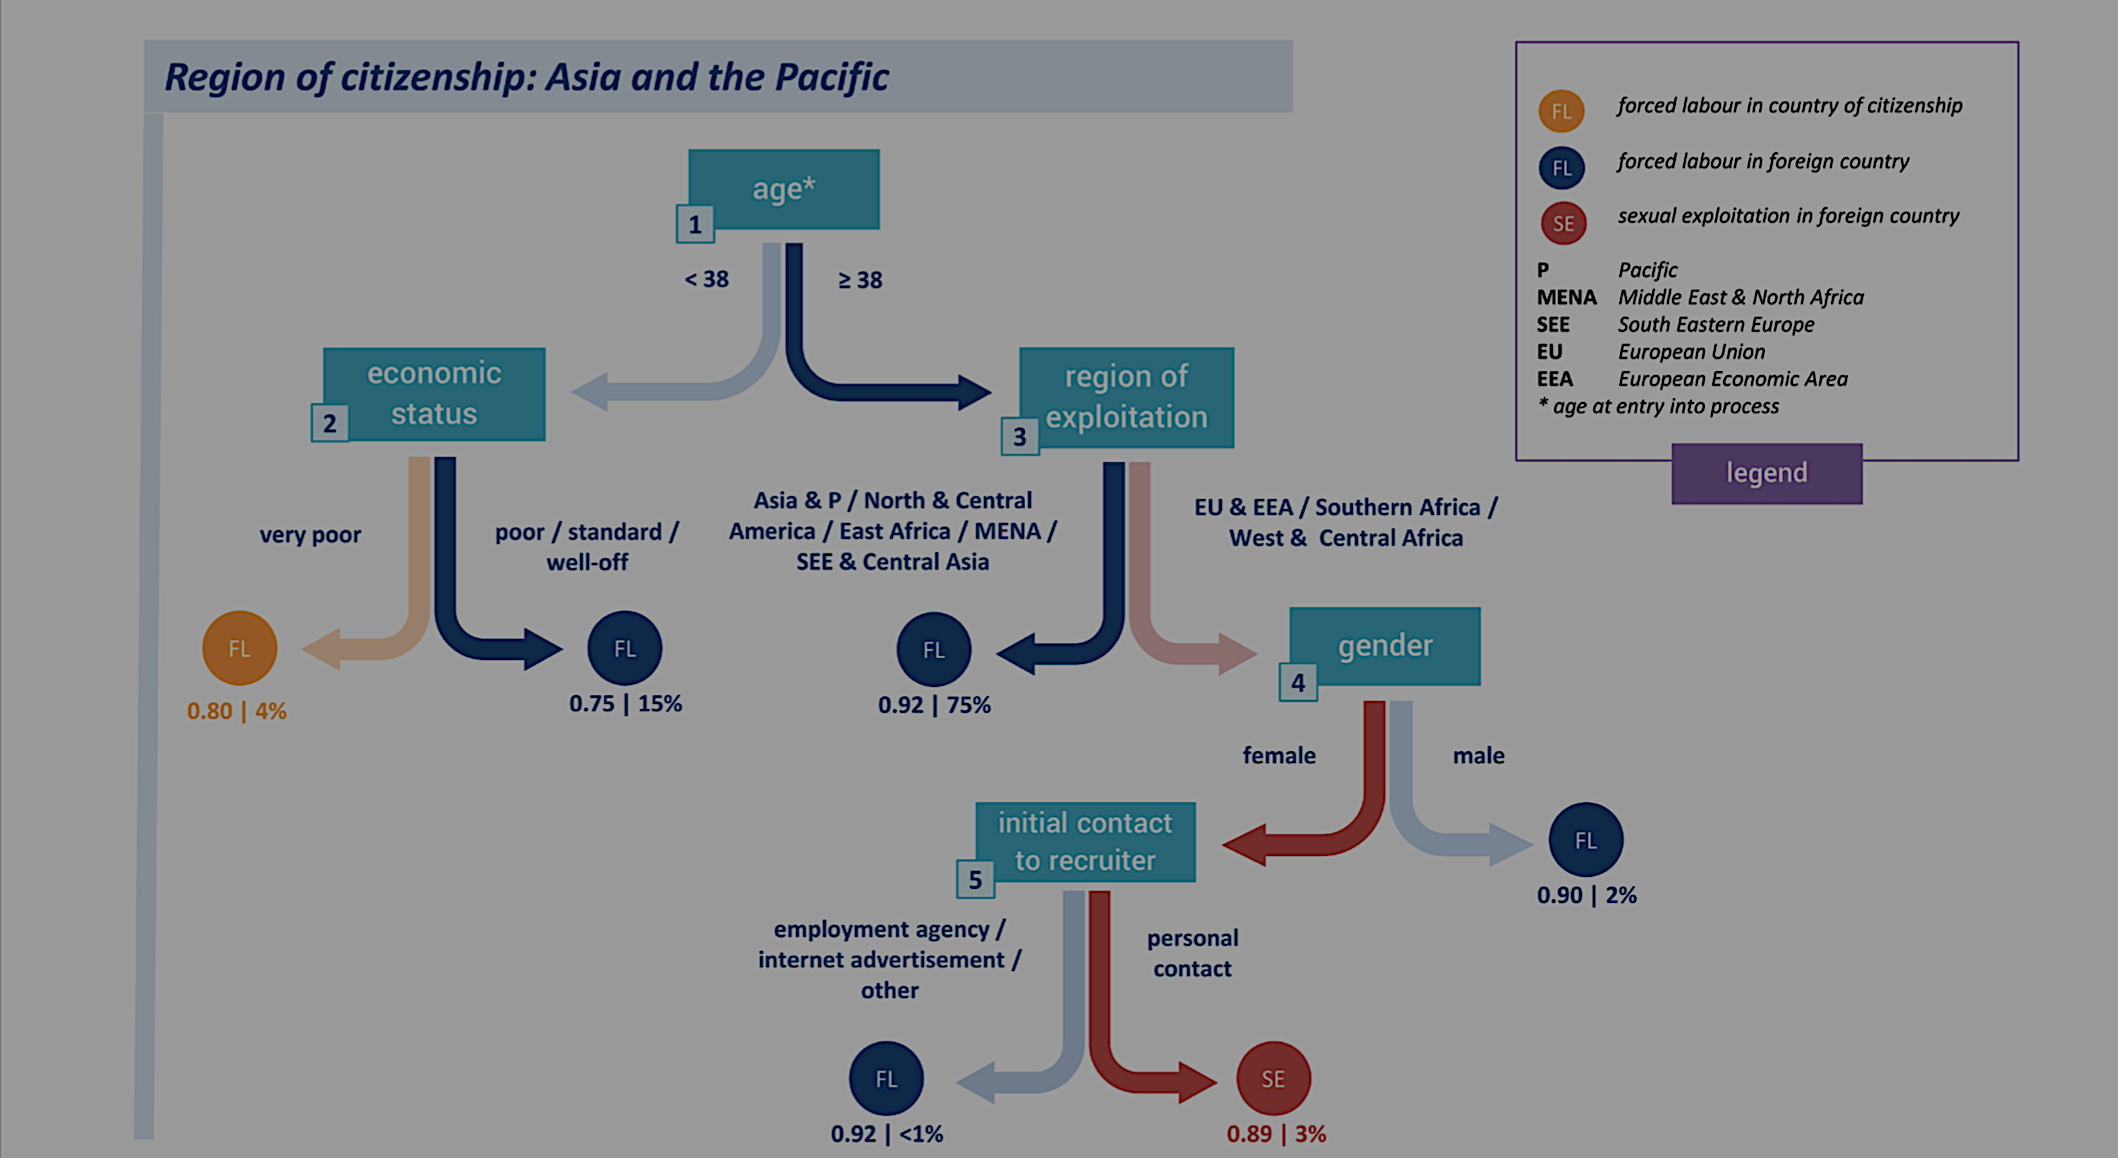 Region of citizenship: Asia and the Pacific
age*
1
< 38
≥ 38
economic
status
2
region of
exploitation
3
very poor
poor / standard /
well-off
Asia & P / North & Central
America / East Africa / MENA /
SEE & Central Asia
EU & EEA / Southern Africa /
West & Central Africa
FL
0.80 | 4%
FL
0.75 | 15%
FL
0.92 | 75%
gender
4
female
male
initial contact
to recruiter
5
FL
0.90 | 2%
employment agency /
internet advertisement /
other
personal
contact
FL
0.92 | <1%
SE
0.89 | 3%
FL forced labour in country of citizenship
FL forced labour in foreign country
SE sexual exploitation in foreign country
P Pacific
MENA Middle East & North Africa
SEE South Eastern Europe
EU European Union
EEA European Economic Area
* age at entry into process
legend